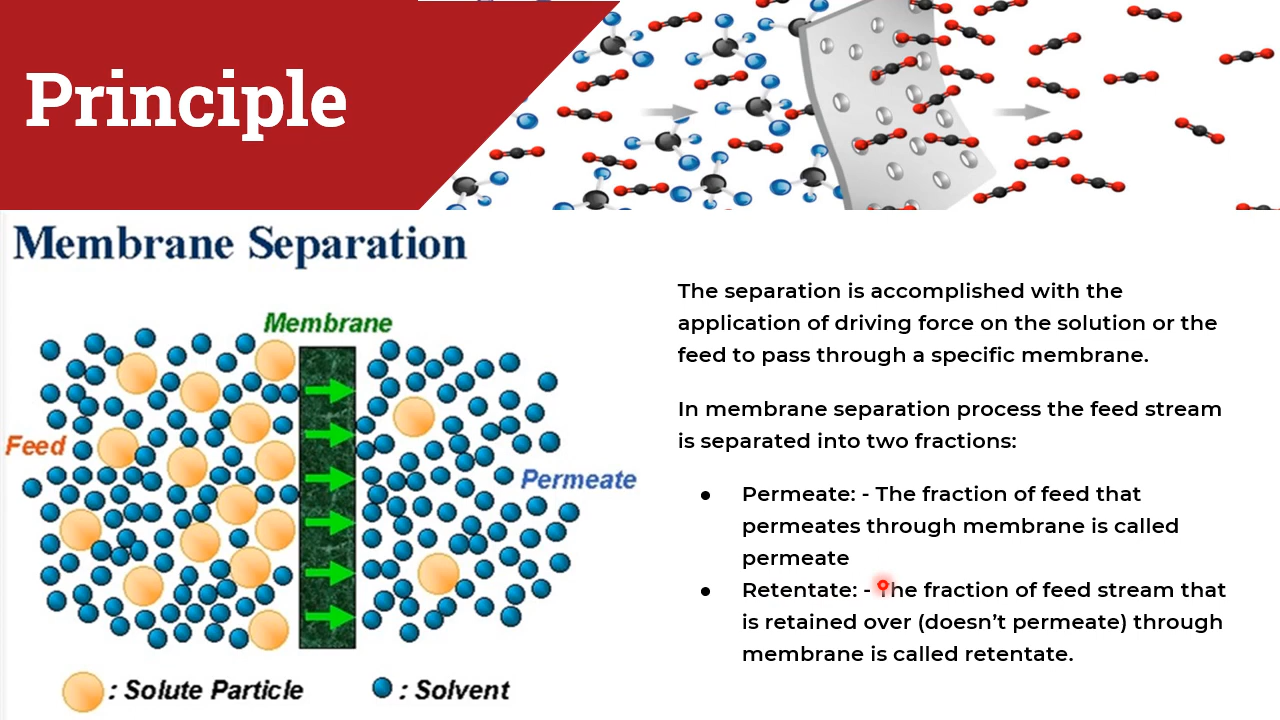 Principle
Membrane Separation
Membrane
Feed
Permeate
: Solute Particle
: Solvent
The separation is accomplished with the
application of driving force on the solution or the
feed to pass through a specific membrane.
In membrane separation process the feed stream
is separated into two fractions:
● Permeate: - The fraction of feed that
permeates through membrane is called
permeate
● Retentate: - The fraction of feed stream that
is retained over (doesn’t permeate) through
membrane is called retentate.